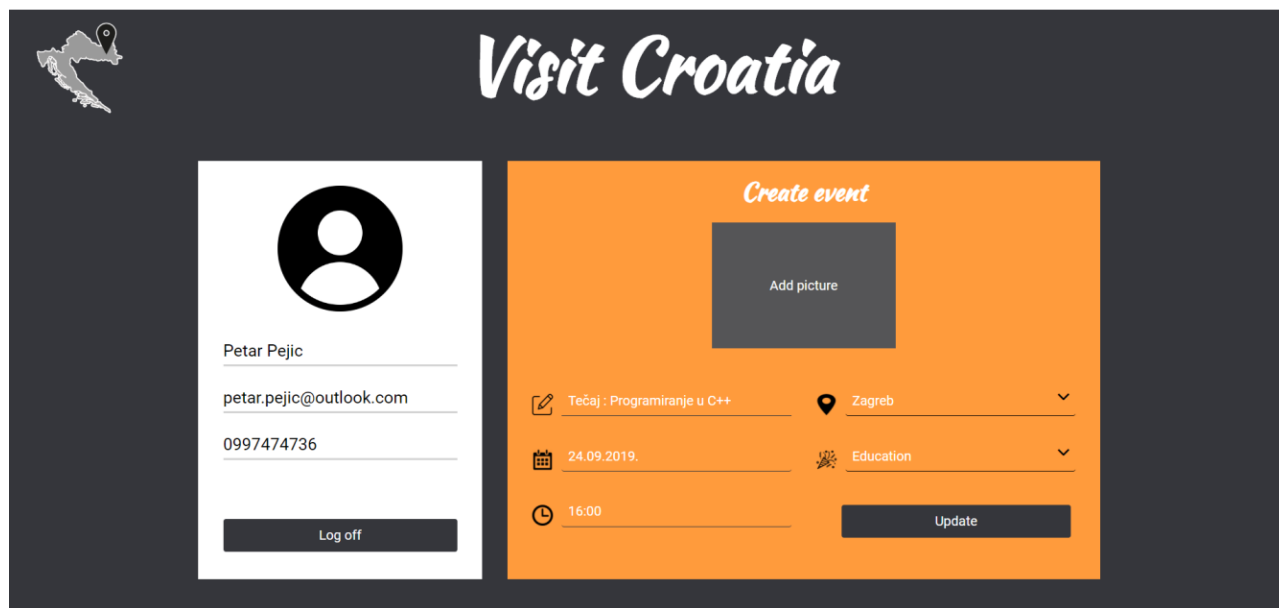 Visit Croatia
Petar Pejic
petar.pejic@outlook.com
0997474736
Log off
Create event
Add picture
Tečaj : Programiranje u C++
Zagreb
24.09.2019.
Education
16:00
Update